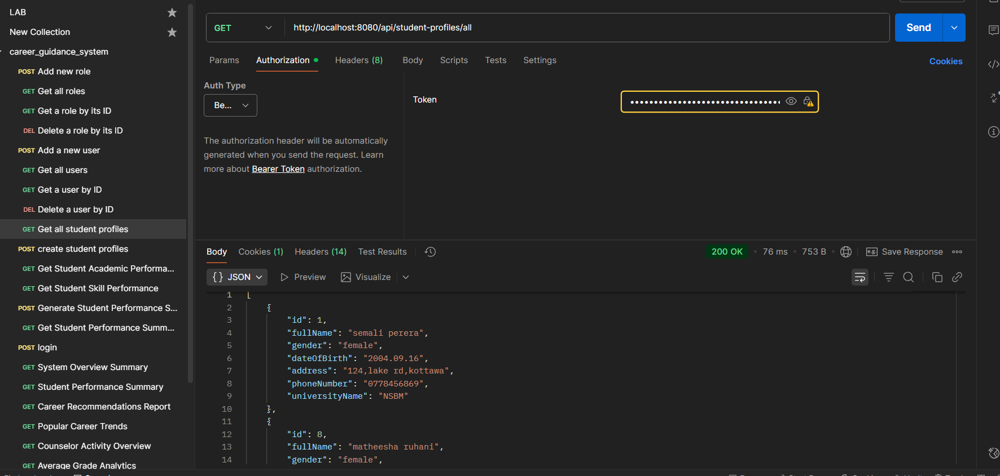 LAB
New Collection
career_guidance_system
POST Add new role
GET Get all roles
GET Get a role by its ID
DEL Delete a role by its ID
POST Add a new user
GET Get all users
GET Get a user by ID
DEL Delete a user by ID
GET Get all student profiles
POST create student profiles
GET Get Student Academic Performa...
GET Get Student Skill Performance
POST Generate Student Performance S...
GET Get Student Performance Summ...
POST login
GET System Overview Summary
GET Student Performance Summary
GET Career Recommendations Report
GET Popular Career Trends
GET Counselor Activity Overview
GET Average Grade Analytics
GET http://localhost:8080/api/student-profiles/all Send
Params Authorization Headers (8) Body Scripts Tests Settings Cookies
Auth Type
Be...
The authorization header will be automatically
generated when you send the request. Learn
more about Bearer Token authorization.
Token
Body Cookies (1) Headers (14) Test Results 200 OK • 76 ms • 753 B • e.g. Save Response
{} JSON Preview Visualize
1 [
2 {
3 "id": 1,
4 "fullName": "semali perera",
5 "gender": "female",
6 "dateOfBirth": "2004.09.16",
7 "address": "124,lake rd,kottawa",
8 "phoneNumber": "0778456869",
9 "universityName": "NSBM"
10 },
11 {
12 "id": 8,
13 "fullName": "matheesha ruhani",
14 "gender": "female",